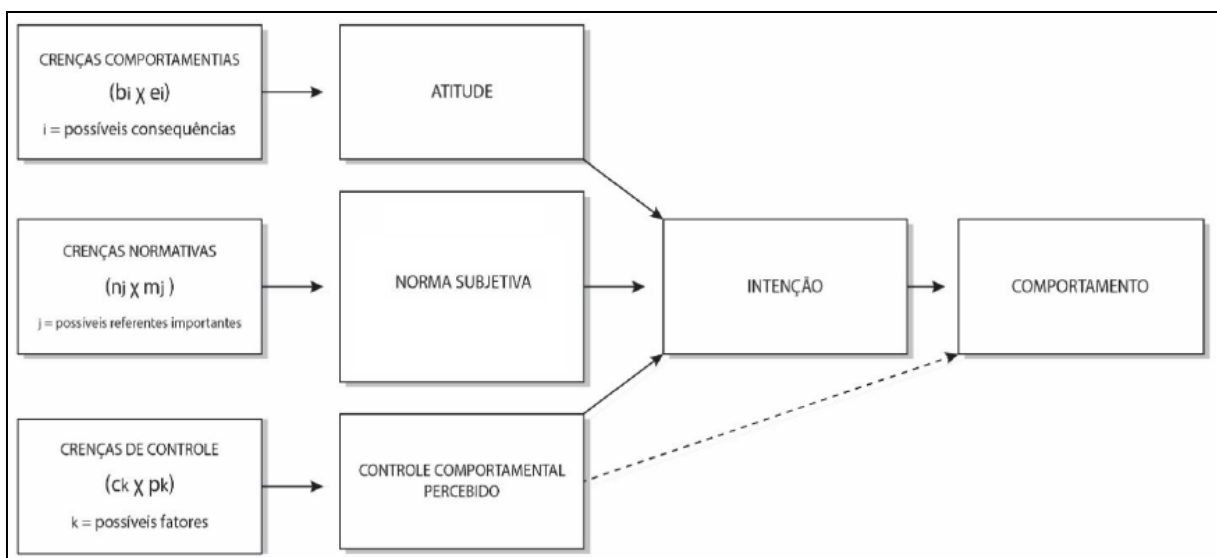 CRENÇAS COMPORTAMENTIAS
(bi χ ei)
i = possíveis consequências
ATITUDE
CRENÇAS NORMATIVAS
(nj χ mj )
j = possíveis referentes importantes
NORMA SUBJETIVA
INTENÇÃO
COMPORTAMENTO
CRENÇAS DE CONTROLE
(ck χ pk)
k = possíveis fatores
CONTROLE COMPORTAMENTAL
PERCEBIDO